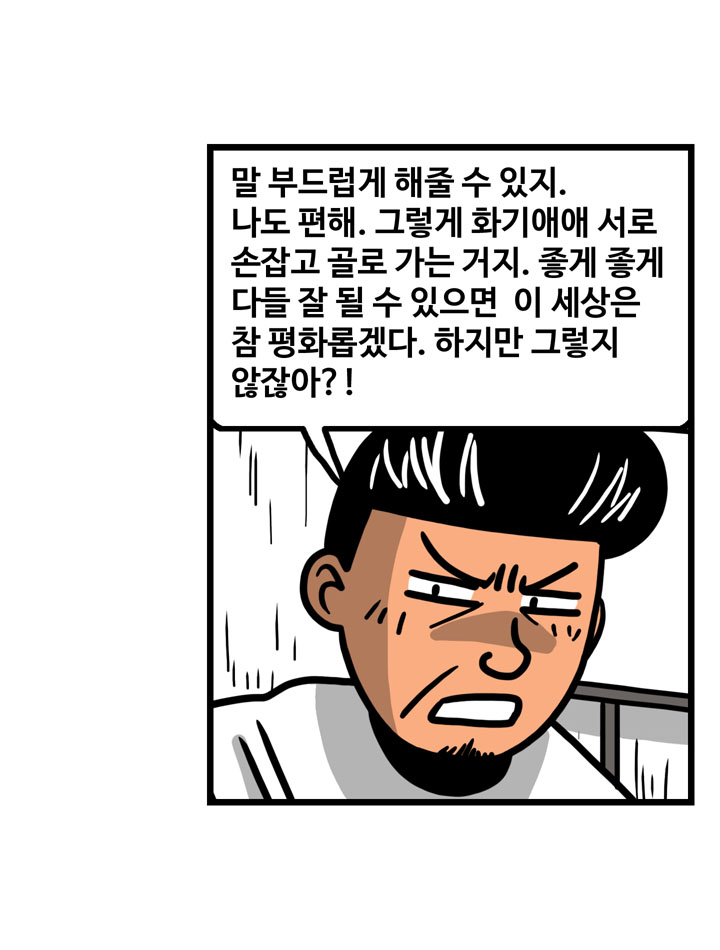 말 부드럽게 해줄 수 있지.
나도 편해. 그렇게 화기애애 서로
손잡고 골로 가는 거지. 좋게 좋게
다들 잘 될 수 있으면 이 세상은
참 평화롭겠다. 하지만 그렇지
않잖아? !